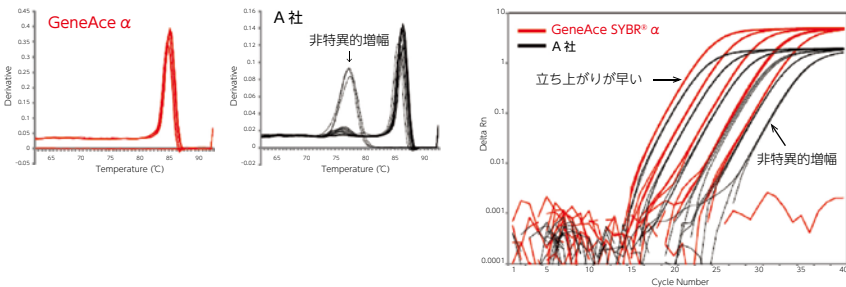 GeneAce α
0.45
0.4
0.35
0.3
0.25
0.2
0.15
0.1
0.05
0
-0.05
Derivative
65 70 75 80 85 90
Temperature (℃)
A 社
非特異的増幅
0.16
0.14
0.12
0.10
0.08
0.06
0.04
0.02
0
-0.02
Derivative
65 70 75 80 85 90
Temperature (℃)
GeneAce SYBR® α
A 社
立ち上がりが早い
非特異的増幅
10
1
0.1
0.01
0.001
0.0001
Delta Rn
1 5 10 15 20 25 30 35 40
Cycle Number